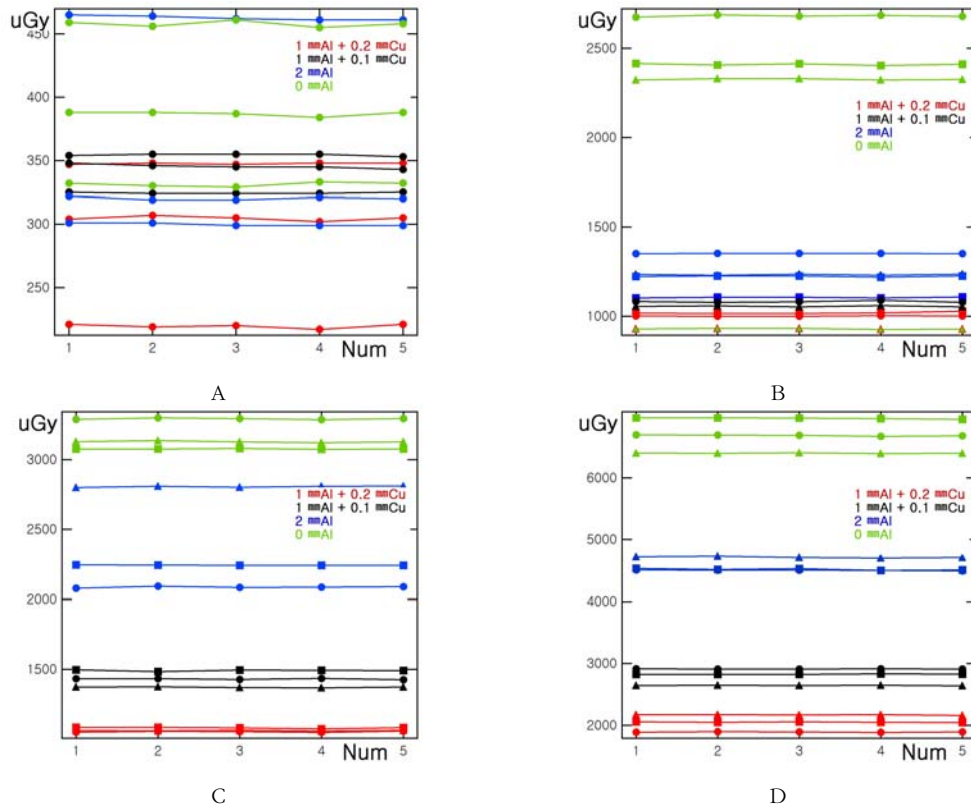 uGy
450
400
350
300
250
1 mmAl + 0.2 mmCu
1 mmAl + 0.1 mmCu
2 mmAl
0 mmAl
1 2 3 4 5
Num
A
uGy
2500
2000
1500
1000
1 mmAl + 0.2 mmCu
1 mmAl + 0.1 mmCu
2 mmAl
0 mmAl
1 2 3 4 5
Num
B
uGy
3000
2500
2000
1500
1 mmAl + 0.2 mmCu
1 mmAl + 0.1 mmCu
2 mmAl
0 mmAl
1 2 3 4 5
Num
C
uGy
6000
5000
4000
3000
2000
1 mmAl + 0.2 mmCu
1 mmAl + 0.1 mmCu
2 mmAl
0 mmAl
1 2 3 4 5
Num
D